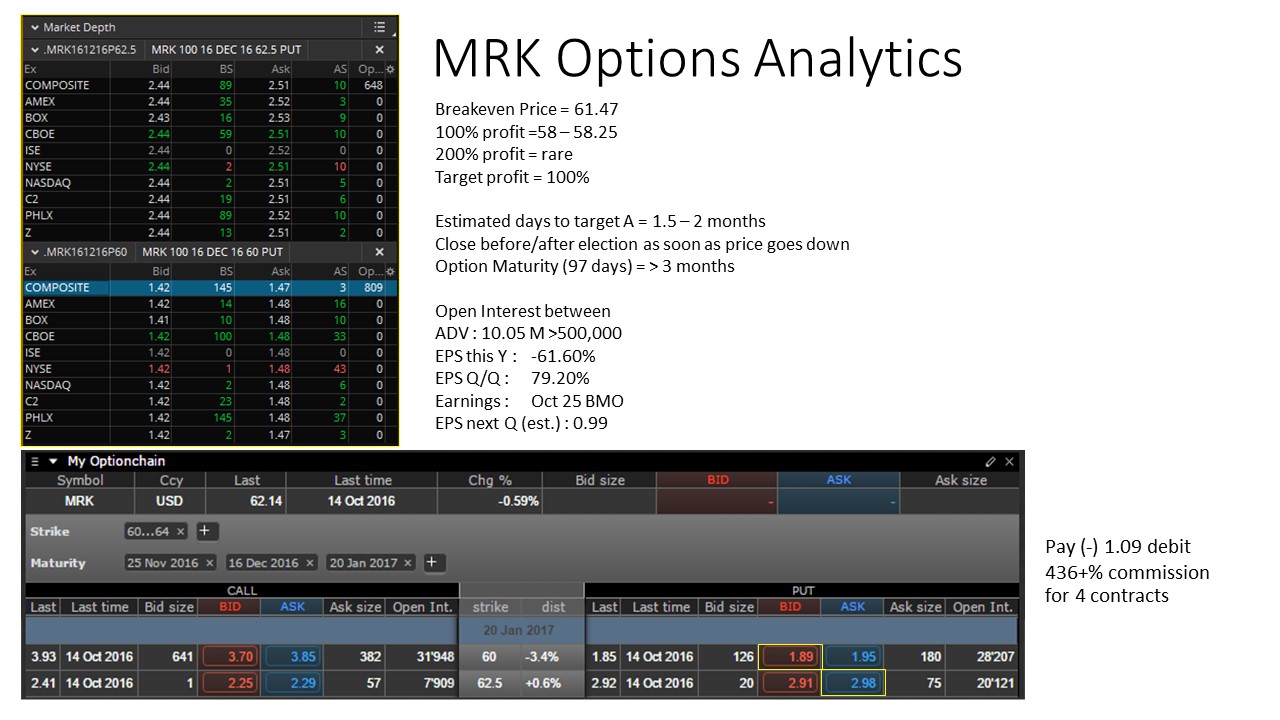 Market Depth
.MRK161216P62.5 MRK 100 16 DEC 16 62.5 PUT
Ex Bid BS Ask AS Op...
COMPOSITE 2.44 89 2.51 10 648
AMEX 2.44 35 2.52 3 0
BOX 2.43 16 2.53 9 0
CBOE 2.44 59 2.51 10 0
ISE 2.44 0 2.52 0 0
NYSE 2.44 2 2.51 10 0
NASDAQ 2.44 2 2.51 5 0
C2 2.44 19 2.51 6 0
PHLX 2.44 89 2.52 10 0
Z 2.44 13 2.51 2 0
.MRK161216P60 MRK 100 16 DEC 16 60 PUT
Ex Bid BS Ask AS Op...
COMPOSITE 1.42 145 1.47 3 809
AMEX 1.42 14 1.48 16 0
BOX 1.41 10 1.48 10 0
CBOE 1.42 100 1.48 33 0
ISE 1.42 0 1.48 0 0
NYSE 1.42 1 1.48 43 0
NASDAQ 1.42 2 1.48 6 0
C2 1.42 23 1.48 2 0
PHLX 1.42 145 1.48 37 0
Z 1.42 2 1.47 3 0
MRK Options Analytics
Breakeven Price = 61.47
100% profit =58 – 58.25
200% profit = rare
Target profit = 100%
Estimated days to target A = 1.5 – 2 months
Close before/after election as soon as price goes down
Option Maturity (97 days) = > 3 months
Open Interest between
ADV : 10.05 M >500,000
EPS this Y : -61.60%
EPS Q/Q : 79.20%
Earnings : Oct 25 BMO
EPS next Q (est.) : 0.99
My Optionchain
Symbol Ccy Last Last time Chg % Bid size BID ASK Ask size
MRK USD 62.14 14 Oct 2016 -0.59% - -
Strike 60...64 × +
Maturity 25 Nov 2016 × 16 Dec 2016 × 20 Jan 2017 × +
CALL PUT
Last Last time Bid size BID ASK Ask size Open Int. strike dist Last Last time Bid size BID ASK Ask size Open Int.
20 Jan 2017
3.93 14 Oct 2016 641 3.70 3.85 382 31'948 60 -3.4% 1.85 14 Oct 2016 126 1.89 1.95 180 28'207
2.41 14 Oct 2016 1 2.25 2.29 57 7'909 62.5 +0.6% 2.92 14 Oct 2016 20 2.91 2.98 75 20'121
Pay (-) 1.09 debit
436+% commission
for 4 contracts